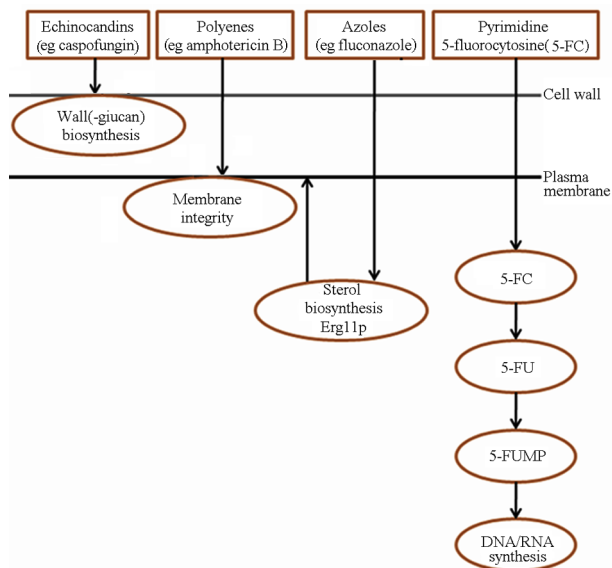 Echinocandins
(eg caspofungin)
Polyenes
(eg amphotericin B)
Azoles
(eg fluconazole)
Pyrimidine
5-fluorocytosine( 5-FC)
Cell wall
Wall(-giucan)
biosynthesis
Plasma
membrane
Membrane
integrity
Sterol
biosynthesis
Erg11p
5-FC
5-FU
5-FUMP
DNA/RNA
synthesis